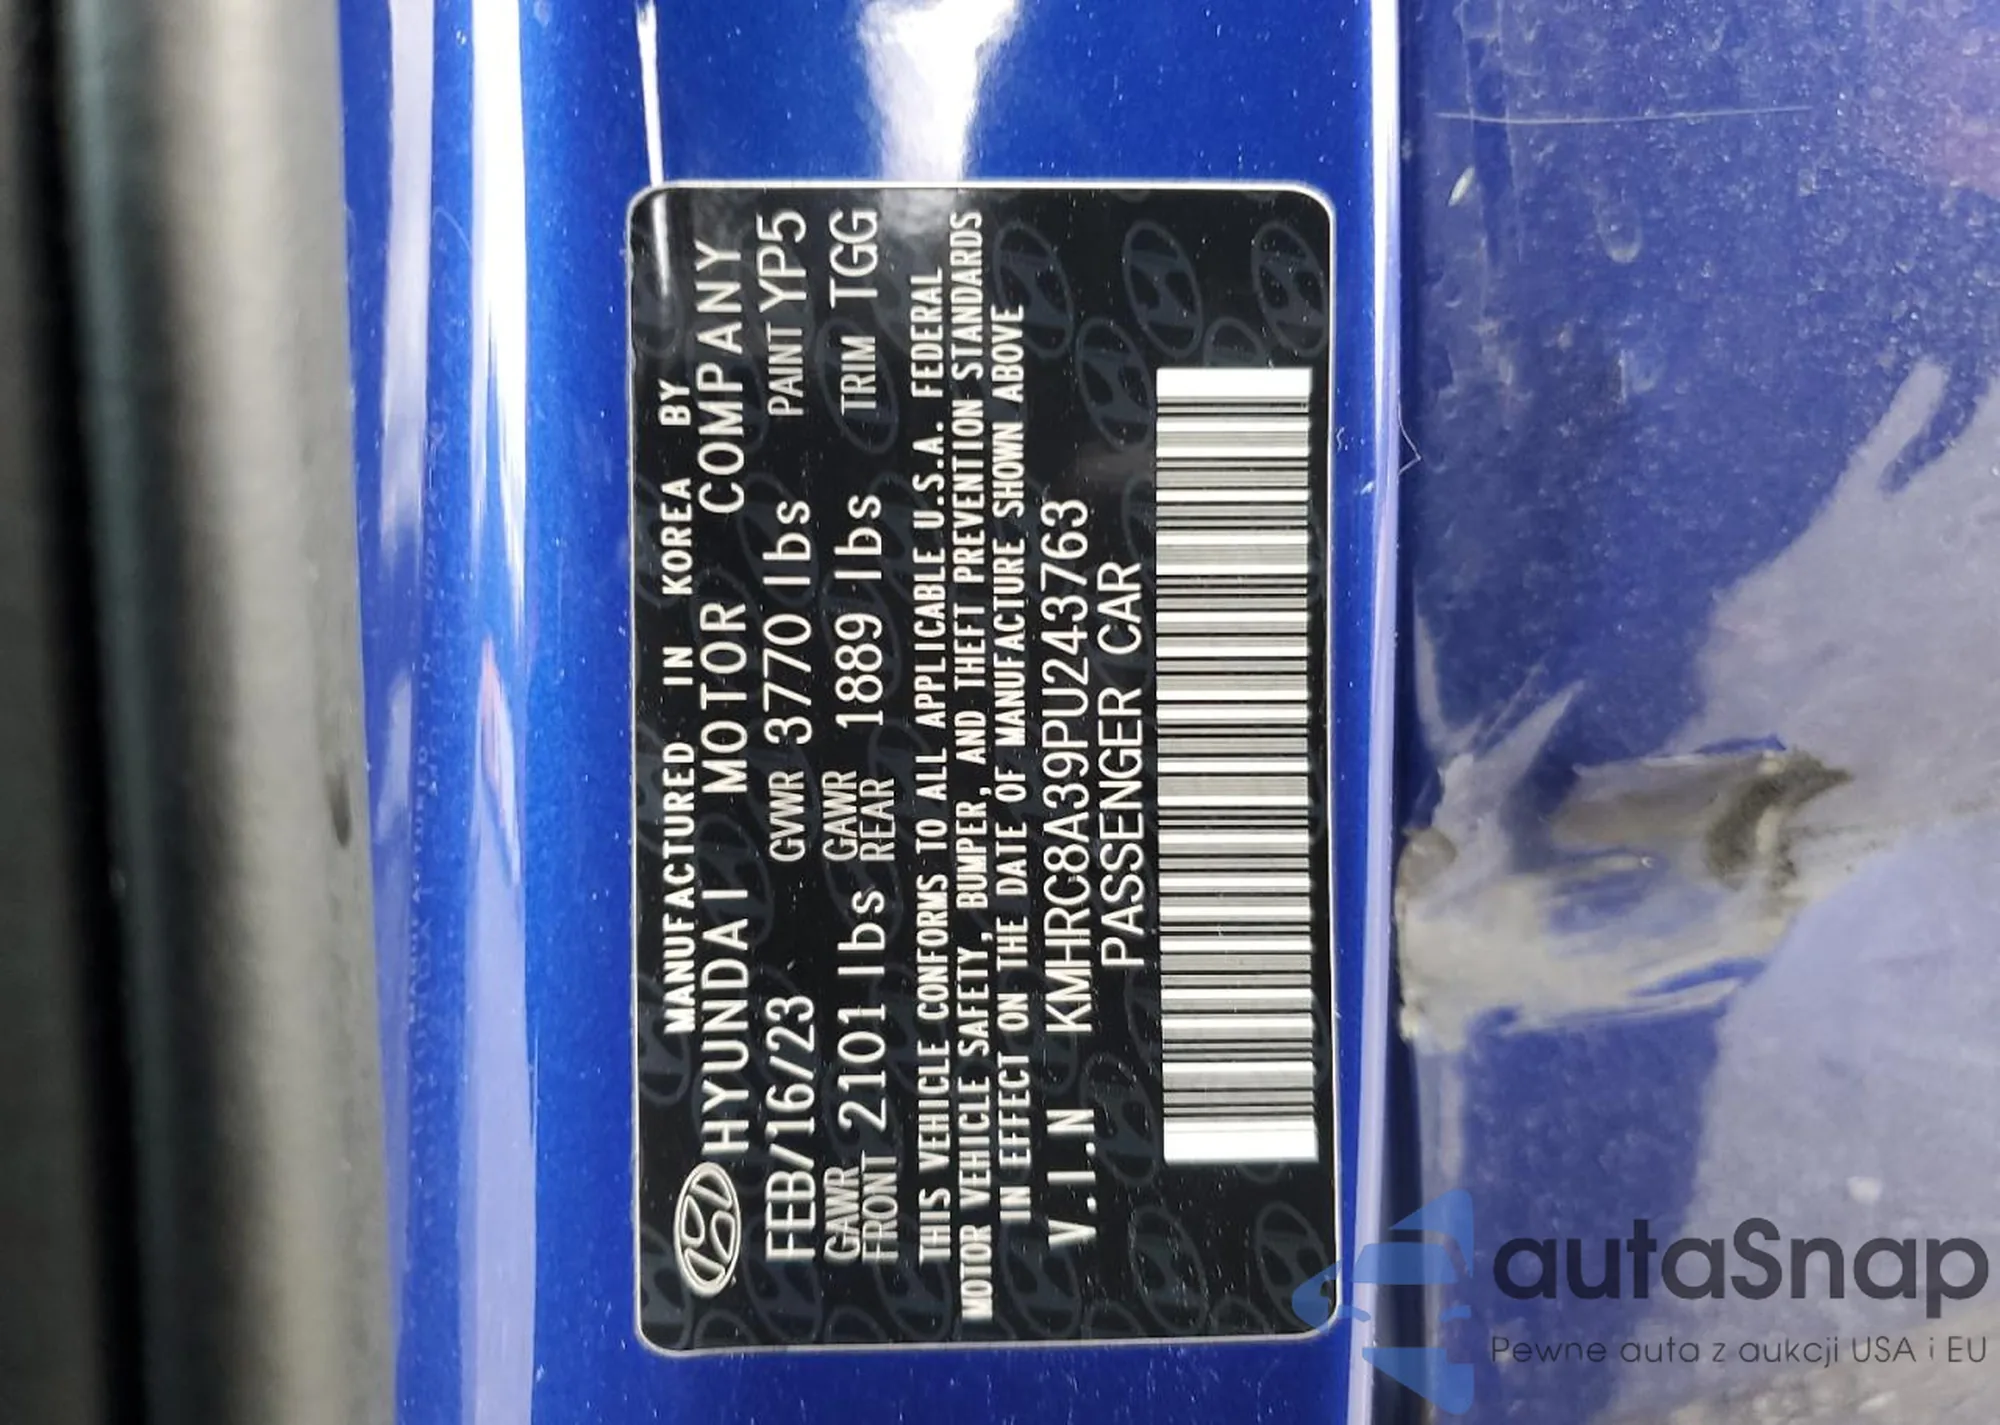 MANUFACTURED IN KOREA BY
HYUNDAI MOTOR COMPANY
FEB/16/23 GVWR 3770 lbs PAINT YP5
GAWR FRONT 2101 lbs GAWR REAR 1889 lbs TRIM TGG
THIS VEHICLE CONFORMS TO ALL APPLICABLE U.S.A. FEDERAL
MOTOR VEHICLE SAFETY, BUMPER, AND THEFT PREVENTION STANDARDS
IN EFFECT ON THE DATE OF MANUFACTURE SHOWN ABOVE
V.I.N KMHRC8A39PU243763
PASSENGER CAR
autaSnap
Pewne auta z aukcji USA i EU